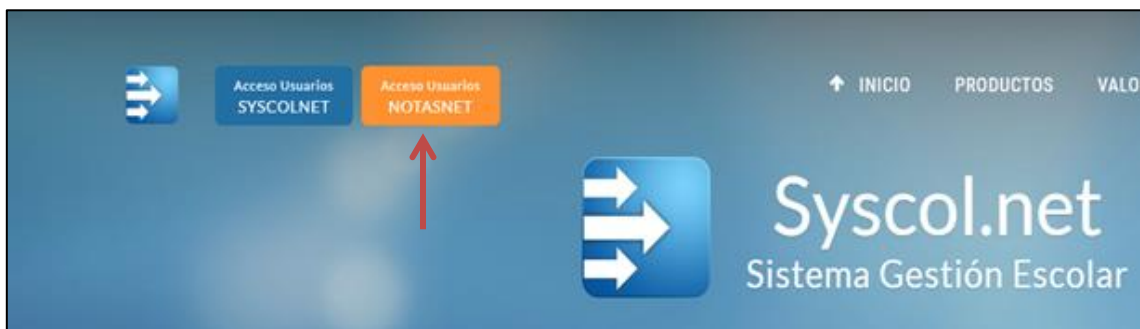 Acceso Usuarios
SYSCOLNET
Acceso Usuarios
NOTASNET
INICIO PRODUCTOS
Syscol.net
Sistema Gestión Escolar